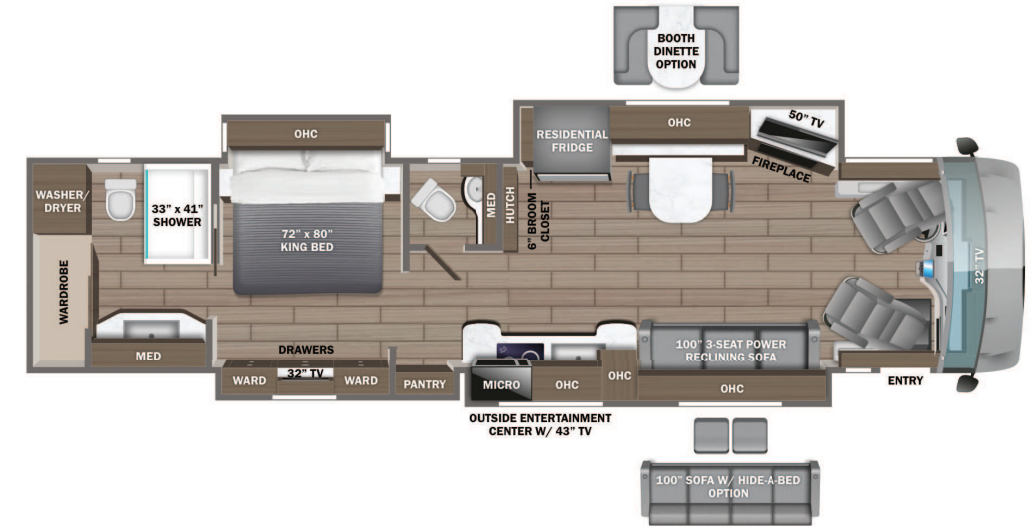 BOOTH
DINETTE
OPTION
OHC
RESIDENTIAL
FRIDGE
OHC
50" TV
FIREPLACE
WASHER/
DRYER
33" x 41"
SHOWER
72" x 80"
KING BED
MED
HUTCH
6" BROOM
CLOSET
32" TV
WARDROBE
MED
DRAWERS
32" TV
WARD
WARD
PANTRY
MICRO
OHC
OHC
100" 3-SEAT POWER
RECLINING SOFA
OHC
ENTRY
OUTSIDE ENTERTAINMENT
CENTER W/ 43" TV
100" SOFA W/ HIDE-A-BED
OPTION